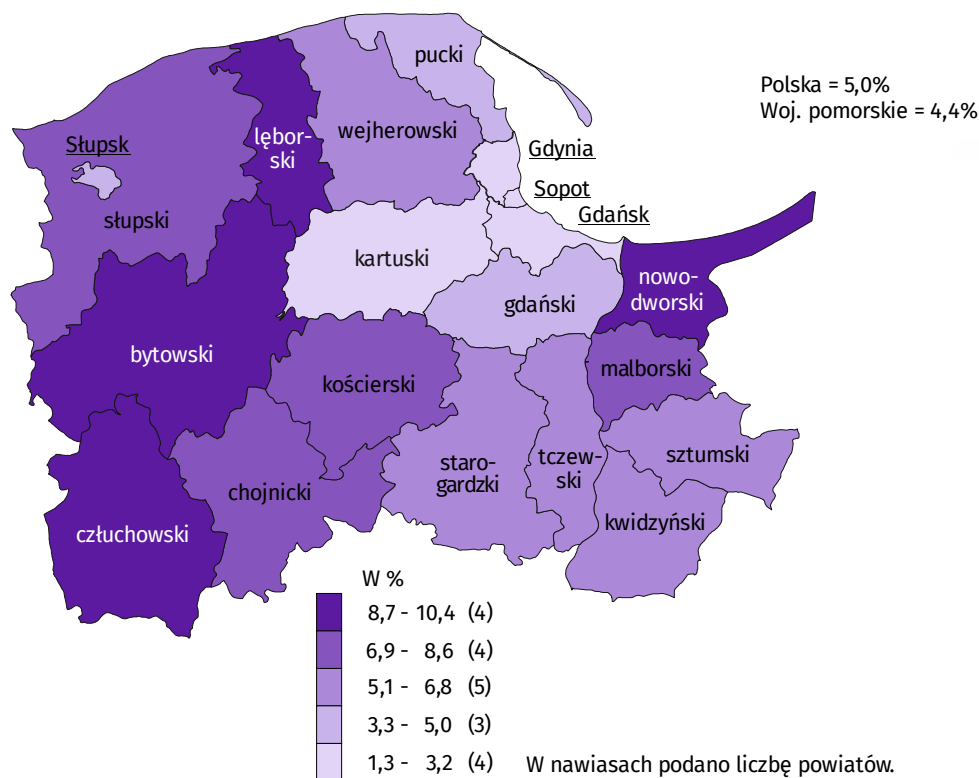 pucki
Polska = 5,0%
Woj. pomorskie = 4,4%
lębor-
ski
wejherowski
Słupsk
Gdynia
Sopot
Gdańsk
słupski
kartuski
nowo-
dworski
gdański
bytowski
kościerski
malborski
staro-
gardzki
tczew-
ski
sztumski
chojnicki
kwidzyński
człuchowski
W %
8,7 - 10,4 (4)
6,9 - 8,6 (4)
5,1 - 6,8 (5)
3,3 - 5,0 (3)
1,3 - 3,2 (4)
W nawiasach podano liczbę powiatów.